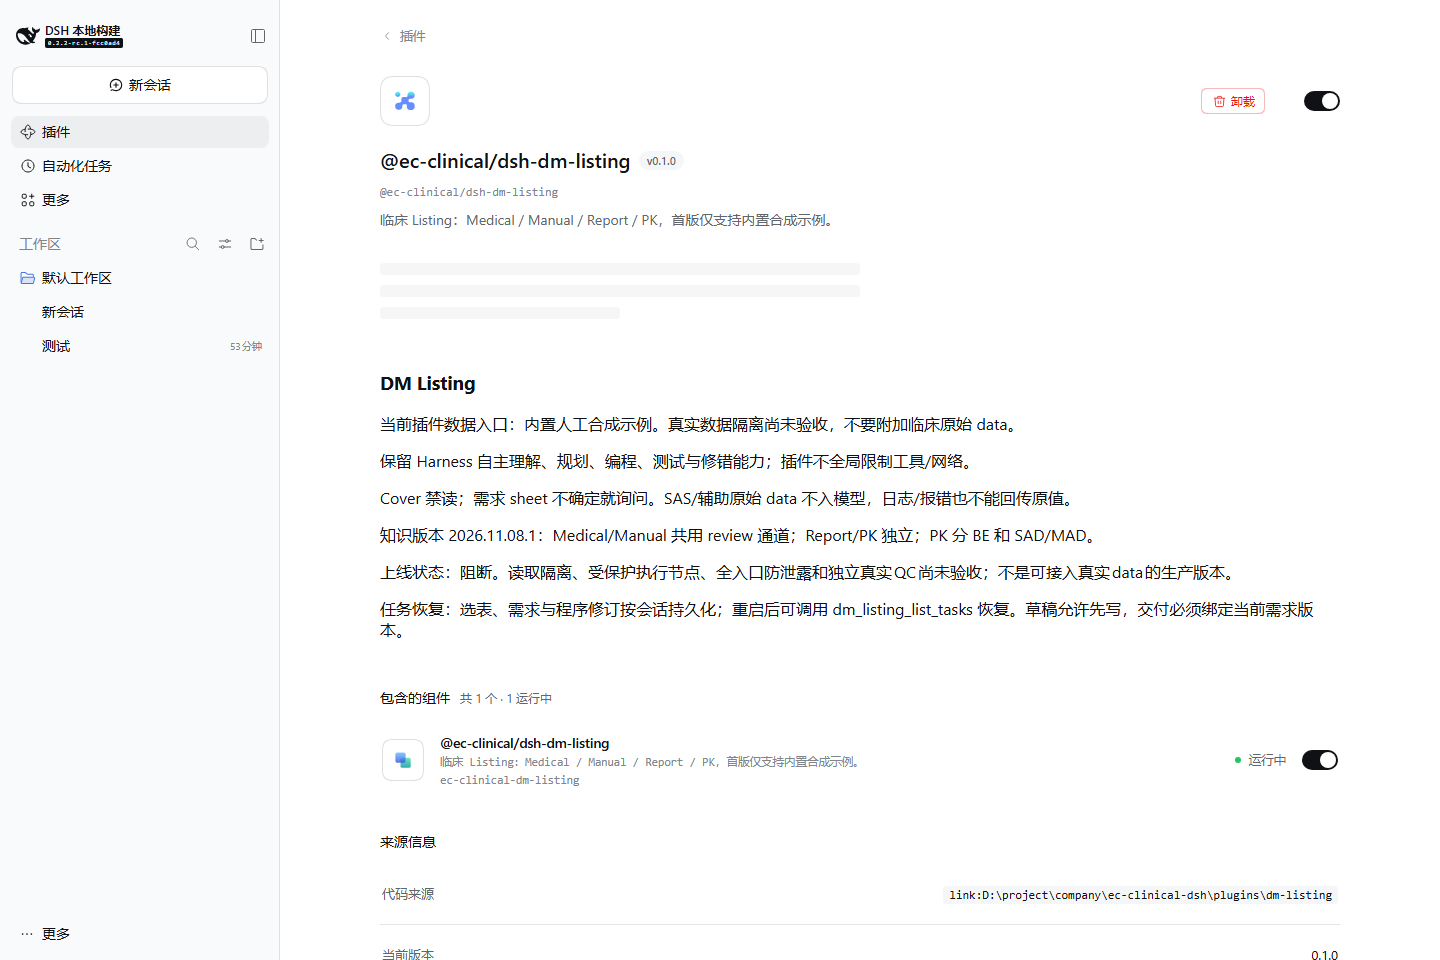 DSH 本地构建
0.2.2-rc.1-fcc0ad4
新会话
插件
自动化任务
更多
工作区
默认工作区
新会话
测试
53分钟
更多
插件
卸载
@ec-clinical/dsh-dm-listing
v0.1.0
@ec-clinical/dsh-dm-listing
临床 Listing：Medical / Manual / Report / PK，首版仅支持内置合成示例。
DM Listing
当前插件数据入口：内置人工合成示例。真实数据隔离尚未验收，不要附加临床原始 data。
保留 Harness 自主理解、规划、编程、测试与修错能力；插件不全局限制工具/网络。
Cover 禁读；需求 sheet 不确定就询问。SAS/辅助原始 data 不入模型，日志/报错也不能回传原值。
知识版本 2026.11.08.1：Medical/Manual 共用 review 通道；Report/PK 独立；PK 分 BE 和 SAD/MAD。
上线状态：阻断。读取隔离、受保护执行节点、全入口防泄露和独立真实QC尚未验收；不是可接入真实data的生产版本。
任务恢复：选表、需求与程序修订按会话持久化；重启后可调用 dm_listing_list_tasks 恢复。草稿允许先写，交付必须绑定当前需求版
本。
包含的组件 共 1 个 · 1 运行中
@ec-clinical/dsh-dm-listing
临床 Listing：Medical / Manual / Report / PK，首版仅支持内置合成示例。
ec-clinical-dm-listing
运行中
来源信息
代码来源
link:D:\project\company\ec-clinical-dsh\plugins\dm-listing
当前版本
0.1.0